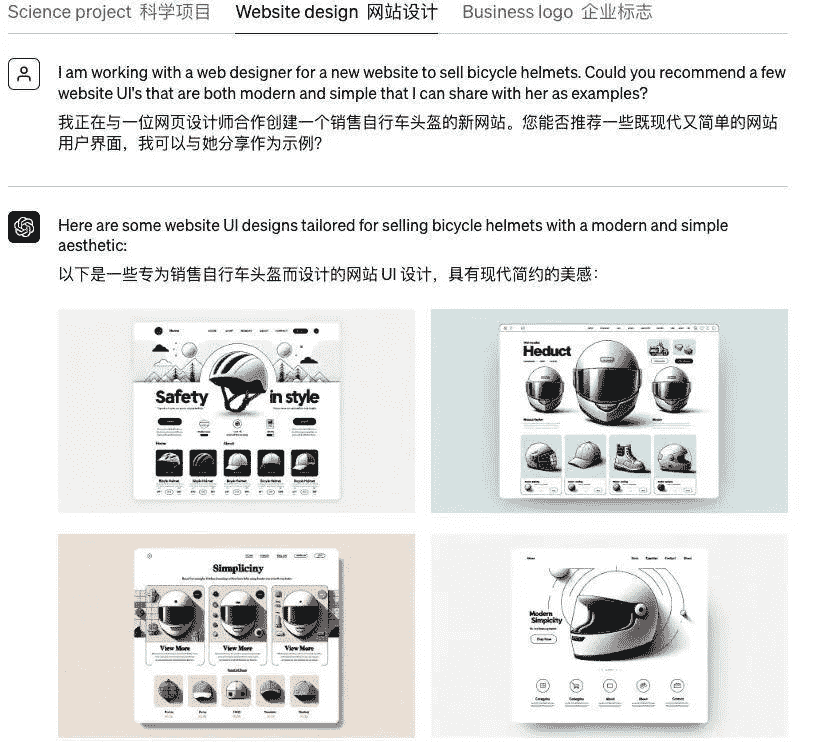 Science project 科学项目 Website design 网站设计 Business logo 企业标志
I am working with a web designer for a new website to sell bicycle helmets. Could you recommend a few
website UI's that are both modern and simple that I can share with her as examples?
我正在与一位网页设计师合作创建一个销售自行车头盔的新网站。您能否推荐一些既现代又简单的网站
用户界面，我可以与她分享作为示例？
Here are some website UI designs tailored for selling bicycle helmets with a modern and simple
aesthetic:
以下是一些专为销售自行车头盔而设计的网站 UI 设计，具有现代简约的美感：
Safety in style
Heduct
Simpliciny
View More View More View More
Modern
Simpicity